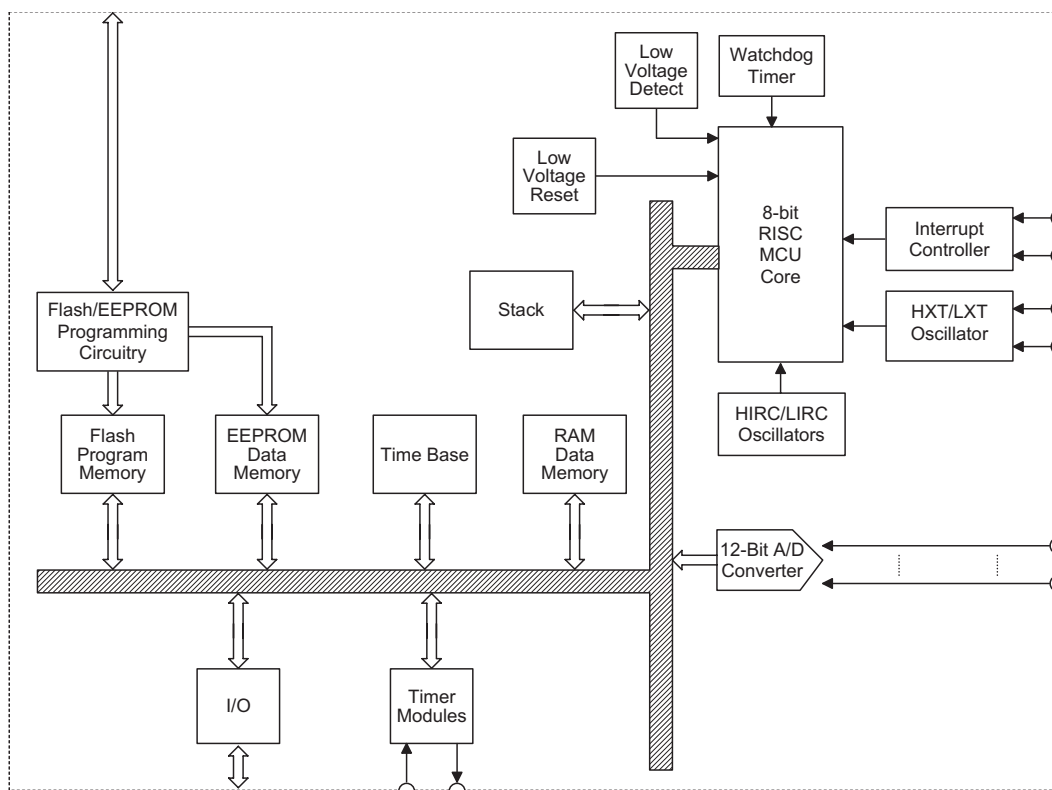 Low
Voltage
Detect
Watchdog
Timer
Low
Voltage
Reset
8-bit
RISC
MCU
Core
Interrupt
Controller
Stack
HXT/LXT
Oscillator
Flash/EEPROM
Programming
Circuitry
HIRC/LIRC
Oscillators
Flash
Program
Memory
EEPROM
Data
Memory
Time Base
RAM
Data
Memory
12-Bit A/D
Converter
I/O
Timer
Modules